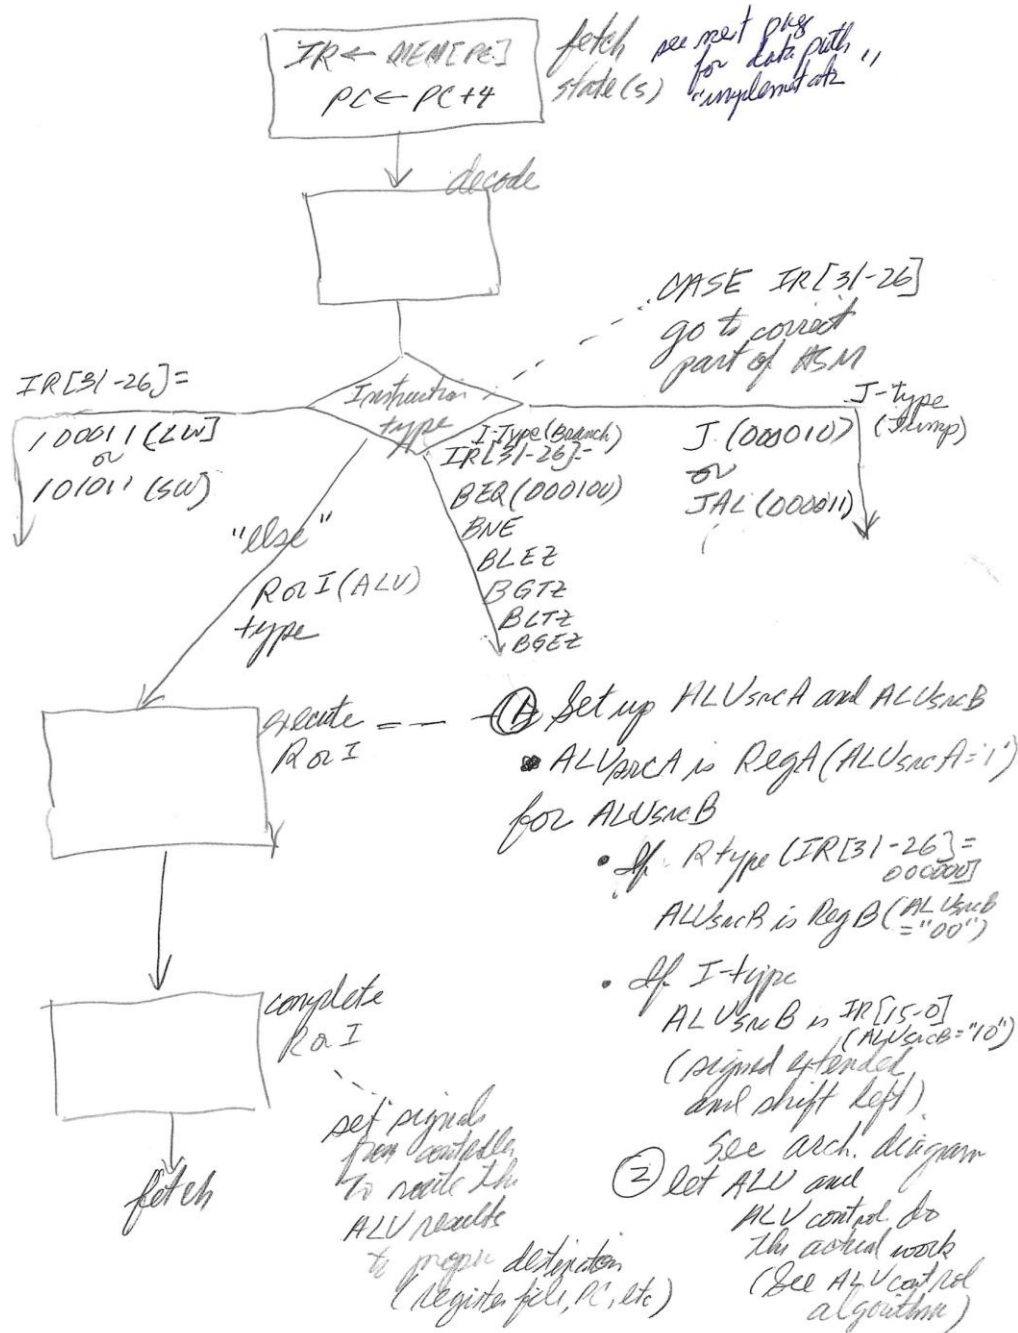 IR ← MEM[PC]
PC ← PC+4
fetch
state(s)
see next pag
for data path
"implementatn"
decode
CASE IR[31-26]
go to correct
part of ASM
Instruction
type
IR[31-26]=
100011 (LW)
or
101011 (SW)
"else"
R or I (ALU)
type
I-Type (Branch)
IR[31-26]=
BEQ (000100)
BNE
BLEZ
BGTZ
BLTZ
BGEZ
J (000010)
or
JAL (000011)
J-type
(Jump)
execute
R or I
Set up ALUsrcA and ALUsrcB
• ALUsrcA is RegA (ALUsrcA='1')
for ALUsrcB
• If R type (IR[31-26]=
000000)
ALUsrcB is RegB (ALUsrcB
="00")
• If I-type
ALUsrcB is IR[15-0]
(ALUsrcB="10")
(signed extended
and shift left)
See arch. diagram
② let ALU and
ALU control do
the actual work
(See ALU control
algorithm)
complete
R or I
set signals
from controller
to route the
ALU results
to proper destination
(register file, PC, etc)
fetch